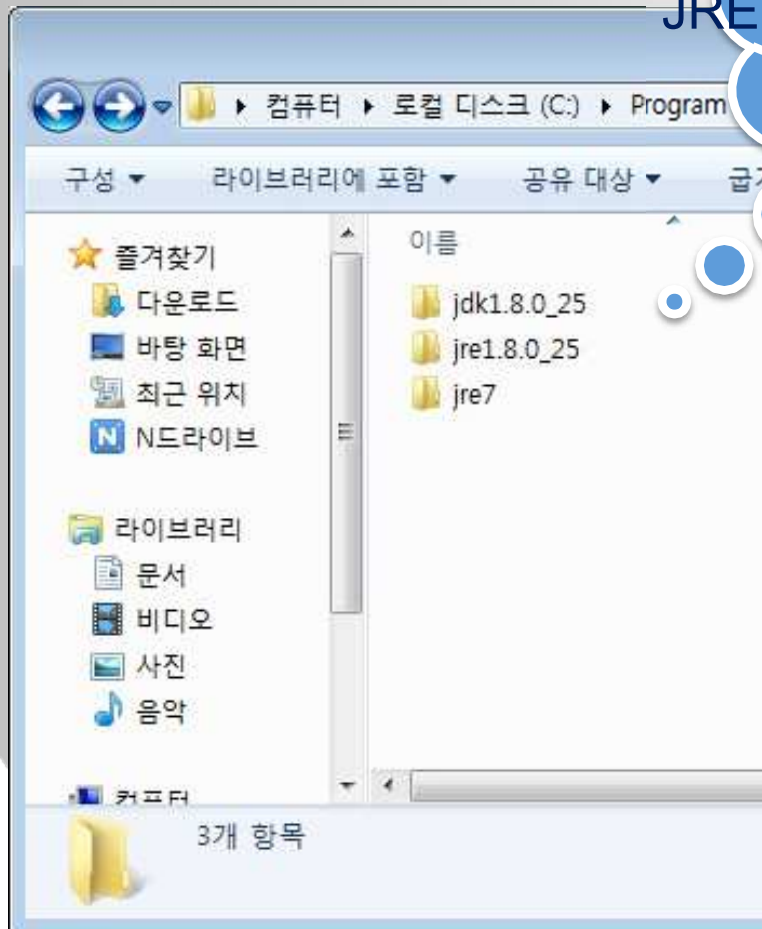 JRE
컴퓨터 ▸ 로컬 디스크 (C:) ▸ Program
구성 라이브러리에 포함 공유 대상
이름
즐겨찾기
다운로드
바탕 화면
최근 위치
N드라이브
라이브러리
문서
비디오
사진
음악
컴퓨터
jdk1.8.0_25
jre1.8.0_25
jre7
3개 항목